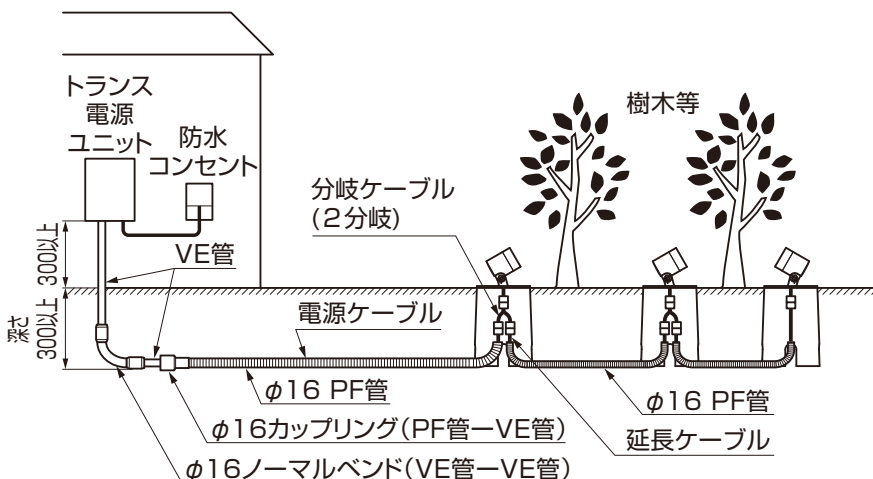 トランス
電源
ユニット
防水
コンセント
樹木等
分岐ケーブル
(2分岐)
300以上
VE管
深さ
300以上
電源ケーブル
φ16 PF管
φ16 PF管
φ16カップリング(PF管ーVE管)
延長ケーブル
φ16ノーマルベンド(VE管ーVE管)